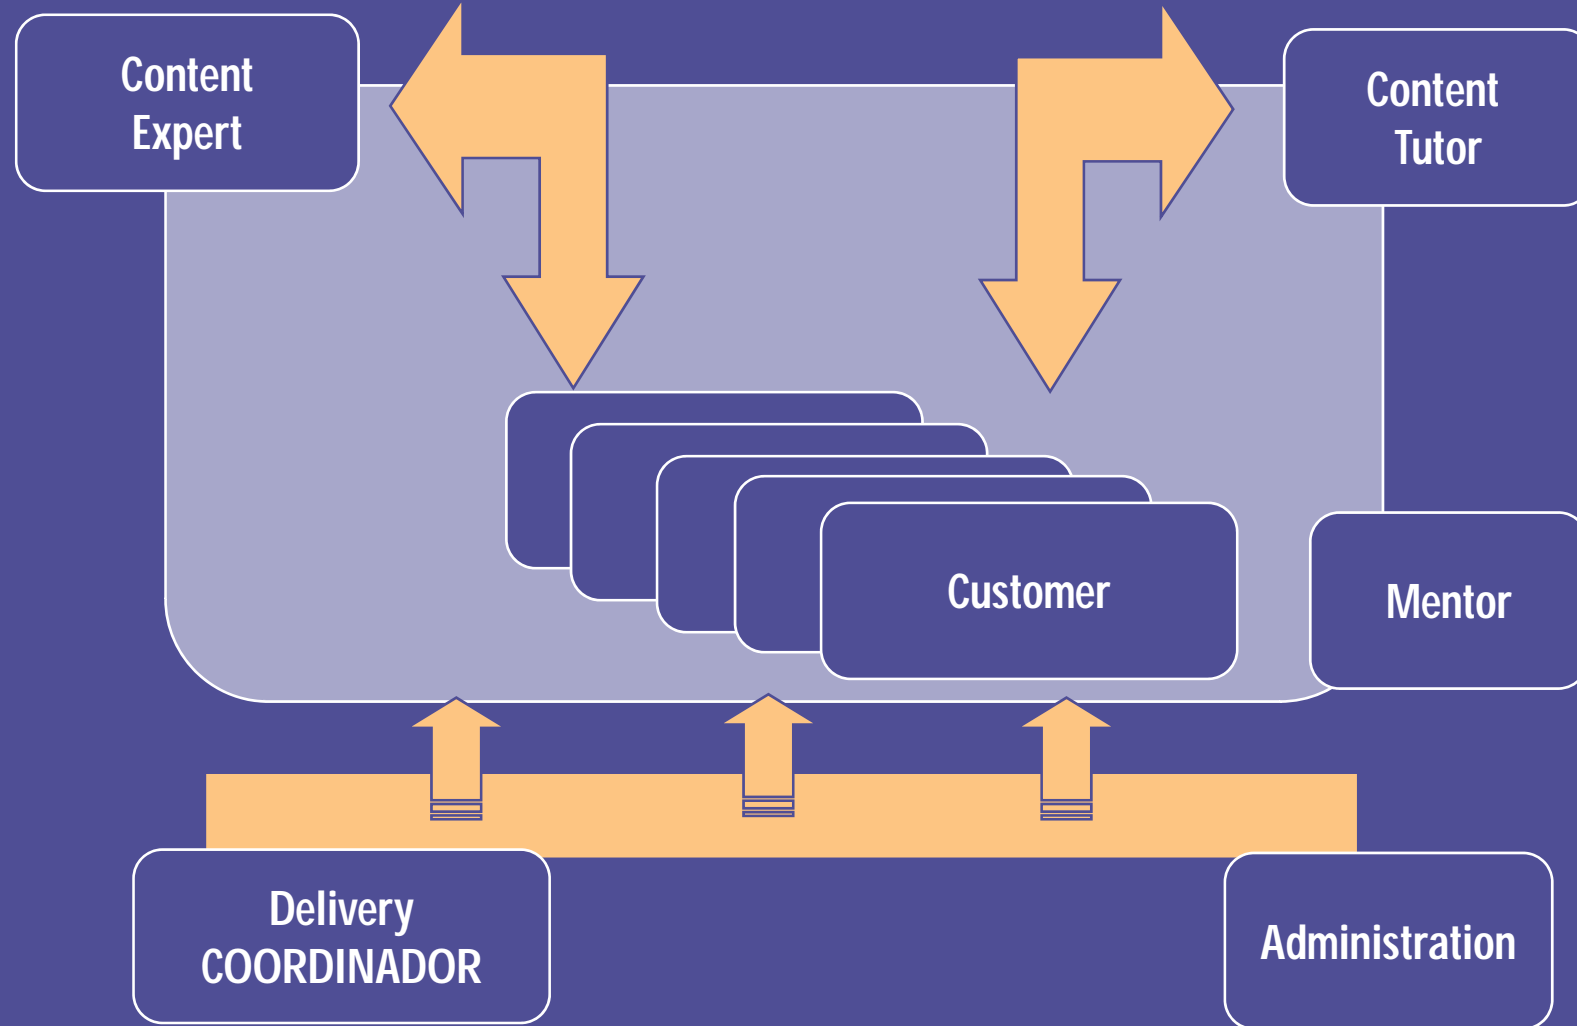 Content
Expert
Content
Tutor
Customer
Mentor
Delivery
COORDINADOR
Administration